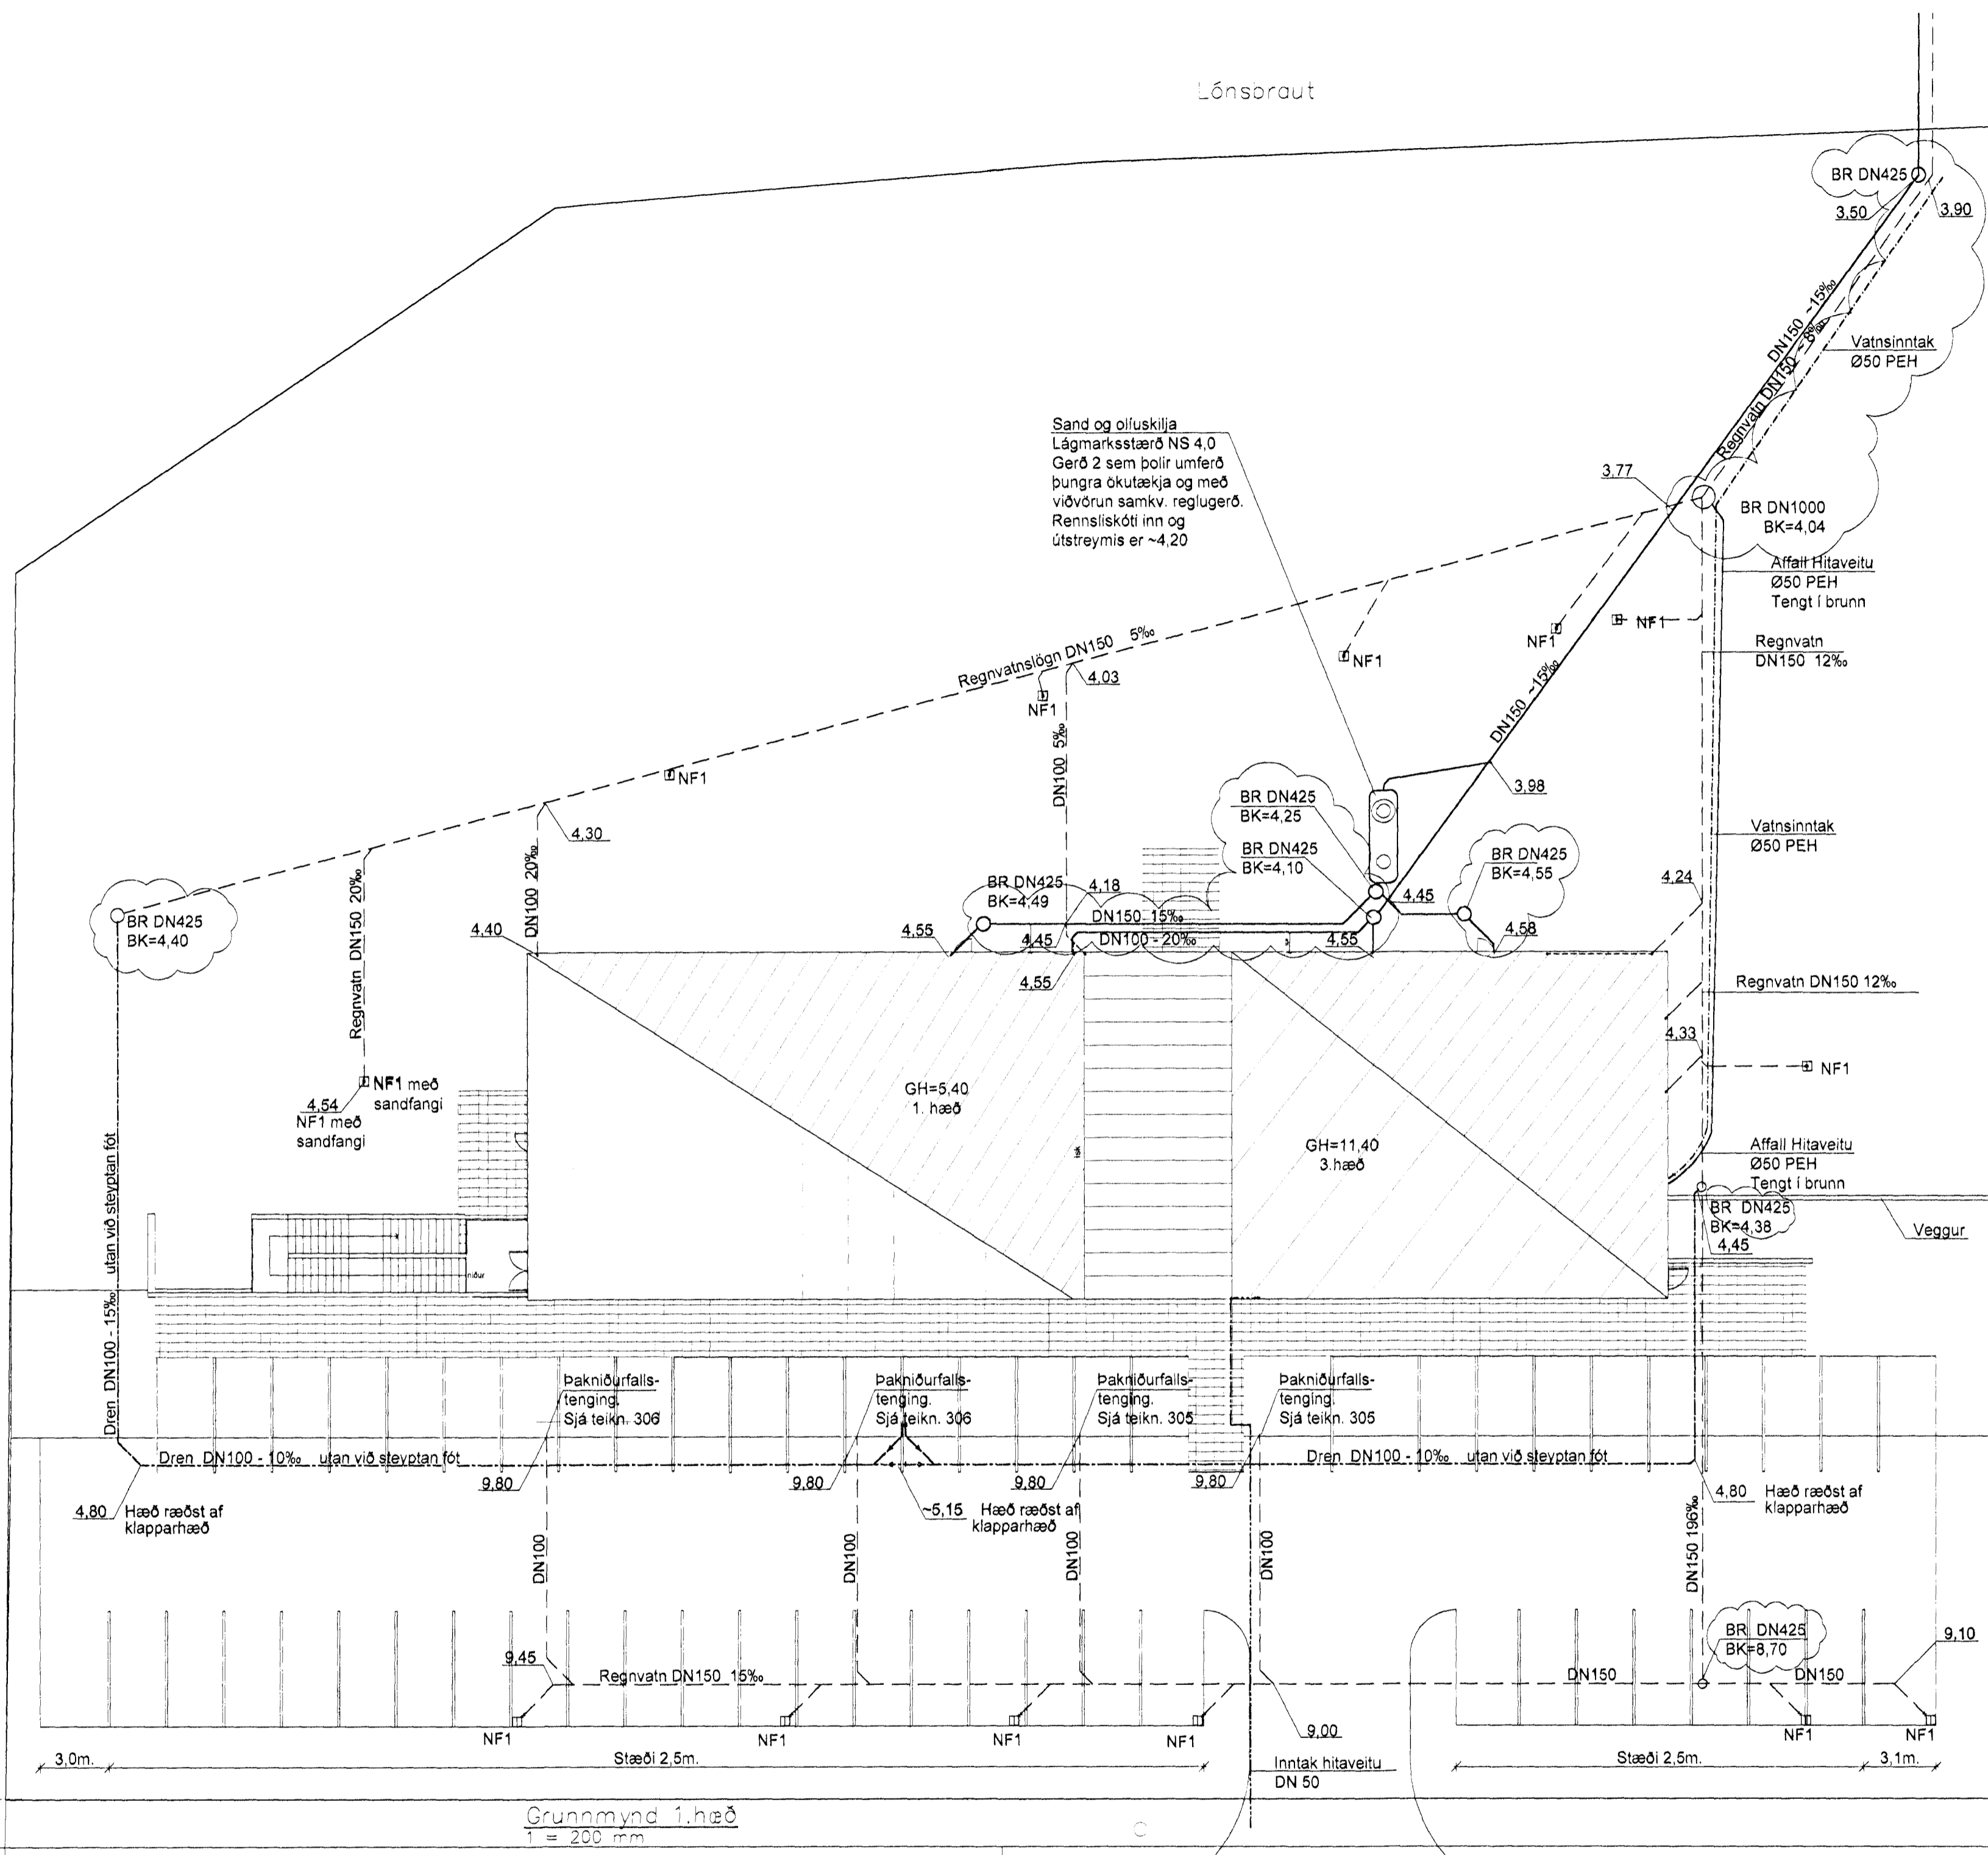 Lónsbraut
BR DN425
3,50
3,90
DN150 ~15‰
Regnvatn DN150 ~ 8‰
Vatnsinntak
Ø50 PEH
Sand og olíuskilja
Lágmarksstærð NS 4,0
Gerð 2 sem þolir umferð
þungra ökutækja og með
viðvörun samkv. reglugerð.
Rennsliskóti inn og
útstreymis er ~4,20
3,77
BR DN1000
BK=4,04
Affall Hitaveitu
Ø50 PEH
Tengt í brunn
NF1
NF1
NF1
Regnvatn
DN150 12‰
Regnvatnslögn DN150 5‰
4,03
NF1
DN150 ~15‰
DN100 5‰
NF1
3,98
BR DN425
BK=4,25
BR DN425
BK=4,10
4,30
Vatnsinntak
Ø50 PEH
BR DN425
BK=4,55
Regnvatn DN150 20‰
DN100 20‰
BR DN425
BK=4,49
4,18
4,45
4,24
BR DN425
BK=4,40
DN150 15‰
4,40
4,55
4,45
DN100 - 20‰
4,55
4,58
4,55
Regnvatn DN150 12‰
4,33
NF1
NF1 með
sandfangi
4,54
NF1 með
sandfangi
GH=5,40
1. hæð
GH=11,40
3.hæð
Affall Hitaveitu
Ø50 PEH
Tengt í brunn
BR DN425
BK=4,38
4,45
Veggur
niður
Dren DN100 - 15‰ utan við steyptan fót
Þakniðurfalls-
tenging.
Sjá teikn. 306
Þakniðurfalls-
tenging.
Sjá teikn. 306
Þakniðurfalls-
tenging.
Sjá teikn. 305
Þakniðurfalls-
tenging.
Sjá teikn. 305
Dren DN100 - 10‰ utan við steyptan fót
Dren DN100 - 10‰ utan við steyptan fót
9,80
9,80
9,80
9,80
4,80 Hæð ræðst af
klapparhæð
~5,15 Hæð ræðst af
klapparhæð
4,80 Hæð ræðst af
klapparhæð
DN100
DN100
DN100
DN100
DN150 196‰
BR DN425
BK=8,70
9,10
9,45
Regnvatn DN150 15‰
DN150
DN150
NF1
NF1
NF1
NF1
9,00
NF1
NF1
3,0m.
Stæði 2,5m.
Stæði 2,5m.
3,1m.
Inntak hitaveitu
DN 50
Grunnmynd 1.hæð
1 = 200 mm